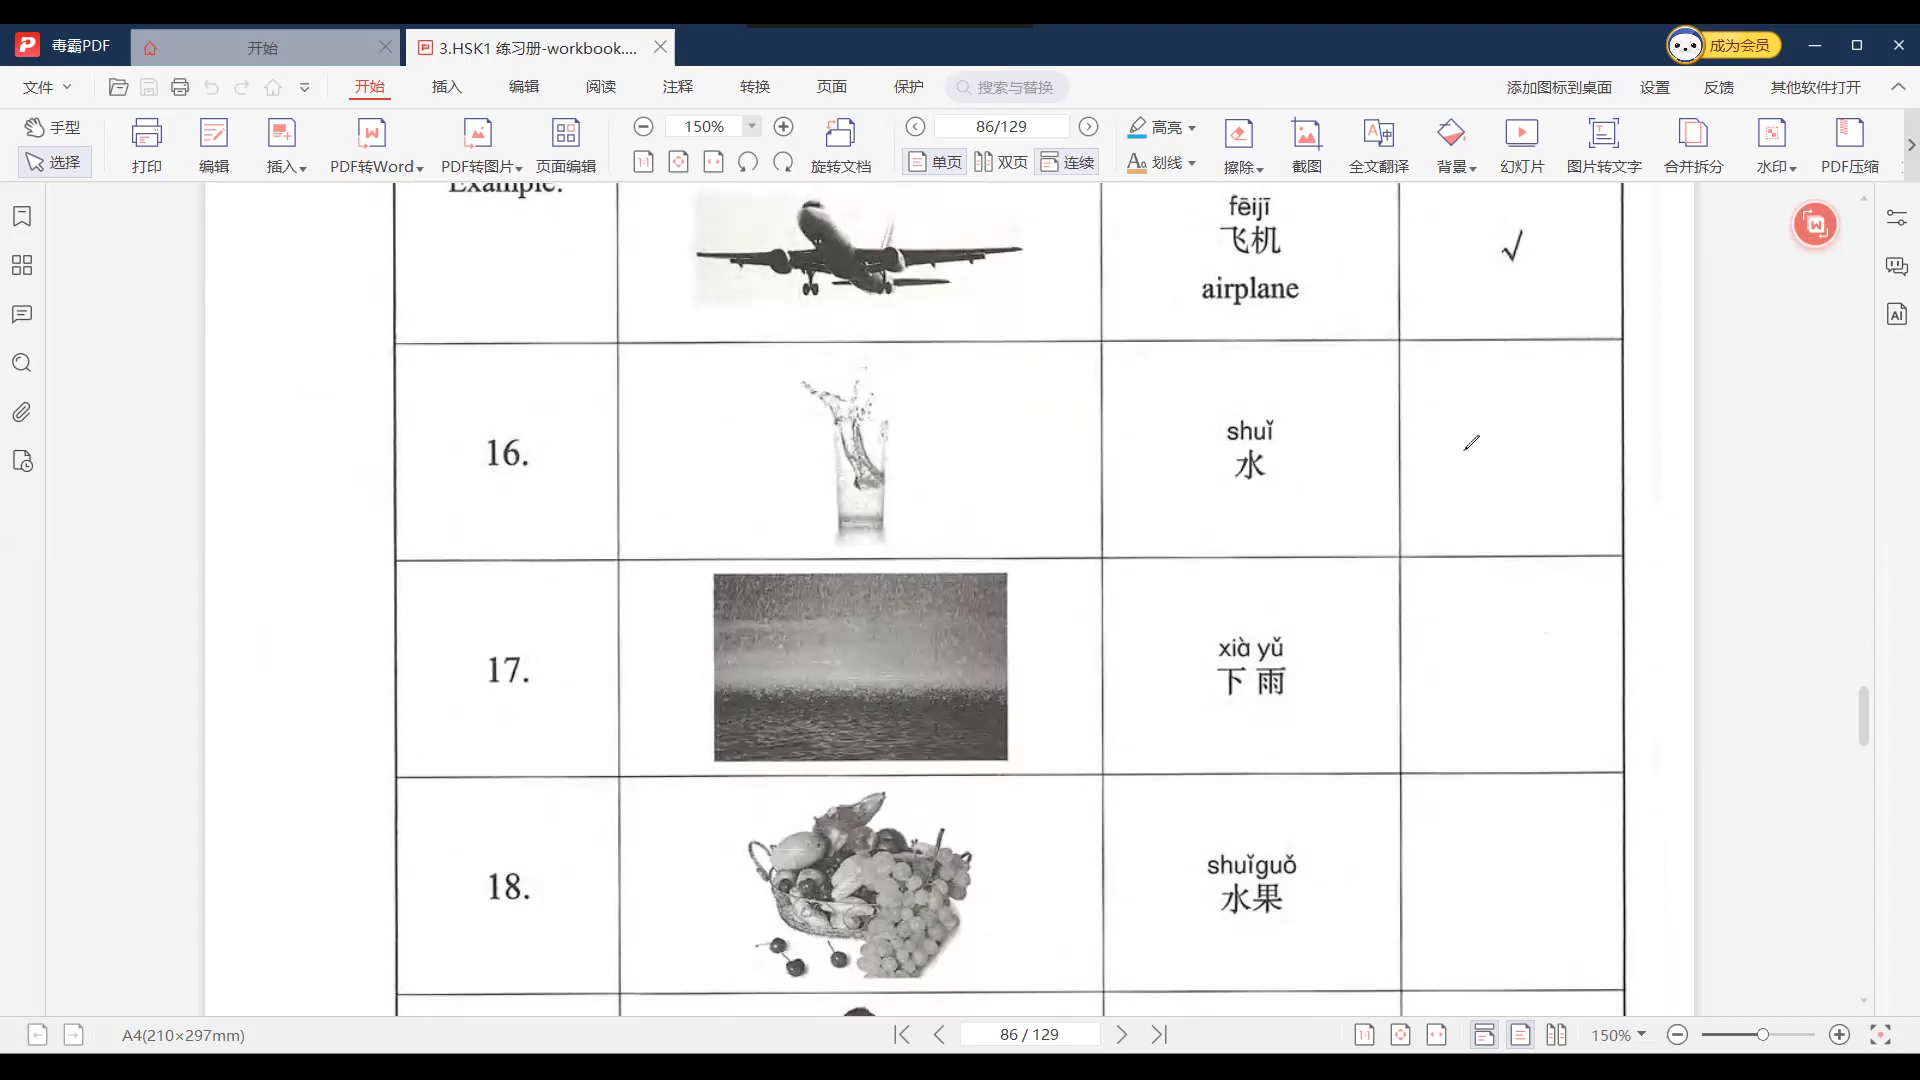 毒霸PDF
开始
3.HSK1 练习册-workbook....
成为会员
文件
开始
插入
编辑
阅读
注释
转换
页面
保护
搜索与替换
添加图标到桌面
设置
反馈
其他软件打开
手型
选择
打印
编辑
插入
PDF转Word
PDF转图片
页面编辑
150%
旋转文档
86/129
单页
双页
连续
高亮
划线
擦除
截图
全文翻译
背景
幻灯片
图片转文字
合并拆分
水印
PDF压缩
Example:
fēijī
飞机
airplane
√
16.
shuǐ
水
17.
xià yǔ
下 雨
18.
shuǐguǒ
水果
A4(210×297mm)
86 / 129
150%